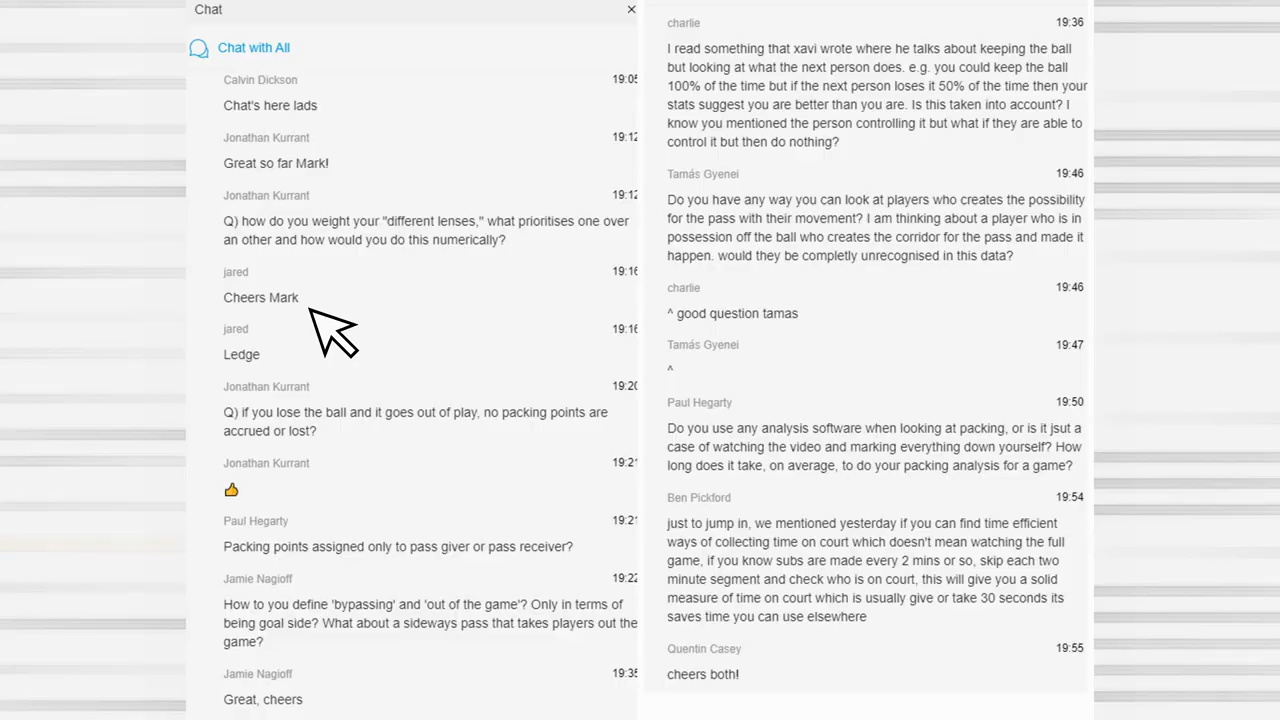 Chat
Chat with All
Calvin Dickson 19:05
Chat's here lads
Jonathan Kurrant 19:12
Great so far Mark!
Jonathan Kurrant 19:12
Q) how do you weight your "different lenses," what prioritises one over
an other and how would you do this numerically?
jared 19:16
Cheers Mark
jared 19:16
Ledge
Jonathan Kurrant 19:20
Q) if you lose the ball and it goes out of play, no packing points are
accrued or lost?
Jonathan Kurrant 19:21
👍
Paul Hegarty 19:21
Packing points assigned only to pass giver or pass receiver?
Jamie Nagioff 19:22
How to you define 'bypassing' and 'out of the game'? Only in terms of
being goal side? What about a sideways pass that takes players out the
game?
Jamie Nagioff 19:35
Great, cheers
charlie 19:36
I read something that xavi wrote where he talks about keeping the ball
but looking at what the next person does. e.g. you could keep the ball
100% of the time but if the next person loses it 50% of the time then your
stats suggest you are better than you are. Is this taken into account? I
know you mentioned the person controlling it but what if they are able to
control it but then do nothing?
Tamás Gyenei 19:46
Do you have any way you can look at players who creates the possibility
for the pass with their movement? I am thinking about a player who is in
possession off the ball who creates the corridor for the pass and made it
happen. would they be completly unrecognised in this data?
charlie 19:46
^ good question tamas
Tamás Gyenei 19:47
^
Paul Hegarty 19:50
Do you use any analysis software when looking at packing, or is it jsut a
case of watching the video and marking everything down yourself? How
long does it take, on average, to do your packing analysis for a game?
Ben Pickford 19:54
just to jump in, we mentioned yesterday if you can find time efficient
ways of collecting time on court which doesn't mean watching the full
game, if you know subs are made every 2 mins or so, skip each two
minute segment and check who is on court, this will give you a solid
measure of time on court which is usually give or take 30 seconds its
saves time you can use elsewhere
Quentin Casey 19:55
cheers both!